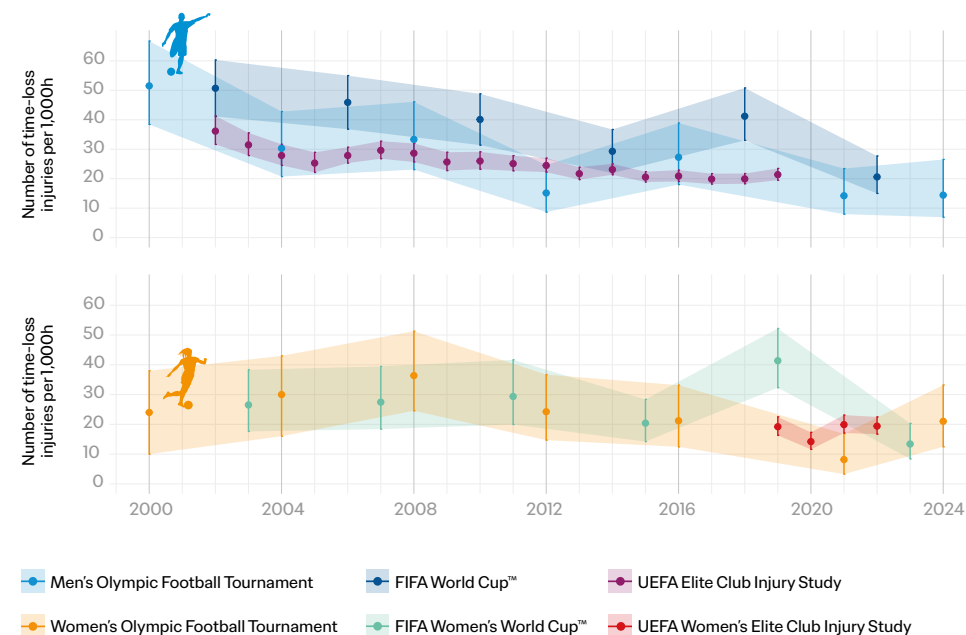 Number of time-loss
injuries per 1,000h
60
50
40
30
20
10
0
Number of time-loss
injuries per 1,000h
60
50
40
30
20
10
0
2000 2004 2008 2012 2016 2020 2024
Men's Olympic Football Tournament FIFA World Cup™ UEFA Elite Club Injury Study
Women's Olympic Football Tournament FIFA Women's World Cup™ UEFA Women's Elite Club Injury Study